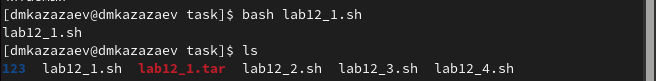 [dmkazazaev@dmkazazaev task]$ bash lab12_1.sh
lab12_1.sh
[dmkazazaev@dmkazazaev task]$ ls
123  lab12_1.sh  lab12_1.tar  lab12_2.sh  lab12_3.sh  lab12_4.sh